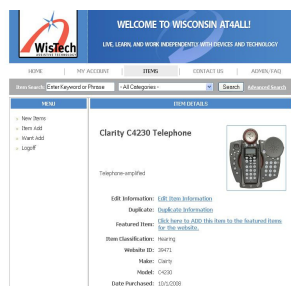 WisTech
ASSISTIVE TECHNOLOGY
WELCOME TO WISCONSIN AT4ALL!
LIVE, LEARN, AND WORK INDEPENDENTLY WITH DEVICES AND TECHNOLOGY
HOME | MY ACCOUNT | ITEMS | CONTACT US | ADMIN/FAQ
Item Search: Enter Keyword or Phrase - All Categories - Search Advanced Search
MENU
New Items
Item Add
Want Add
Logoff
ITEM DETAILS
Clarity C4230 Telephone
Telephone-amplified
Edit Information: Edit Item Information
Duplicate: Duplicate Information
Featured Item: Click here to ADD this item to the featured items
for the website.
Item Classification: Hearing
Website ID: 39471
Make: Clarity
Model: C4230
Date Purchased: 10/1/2008